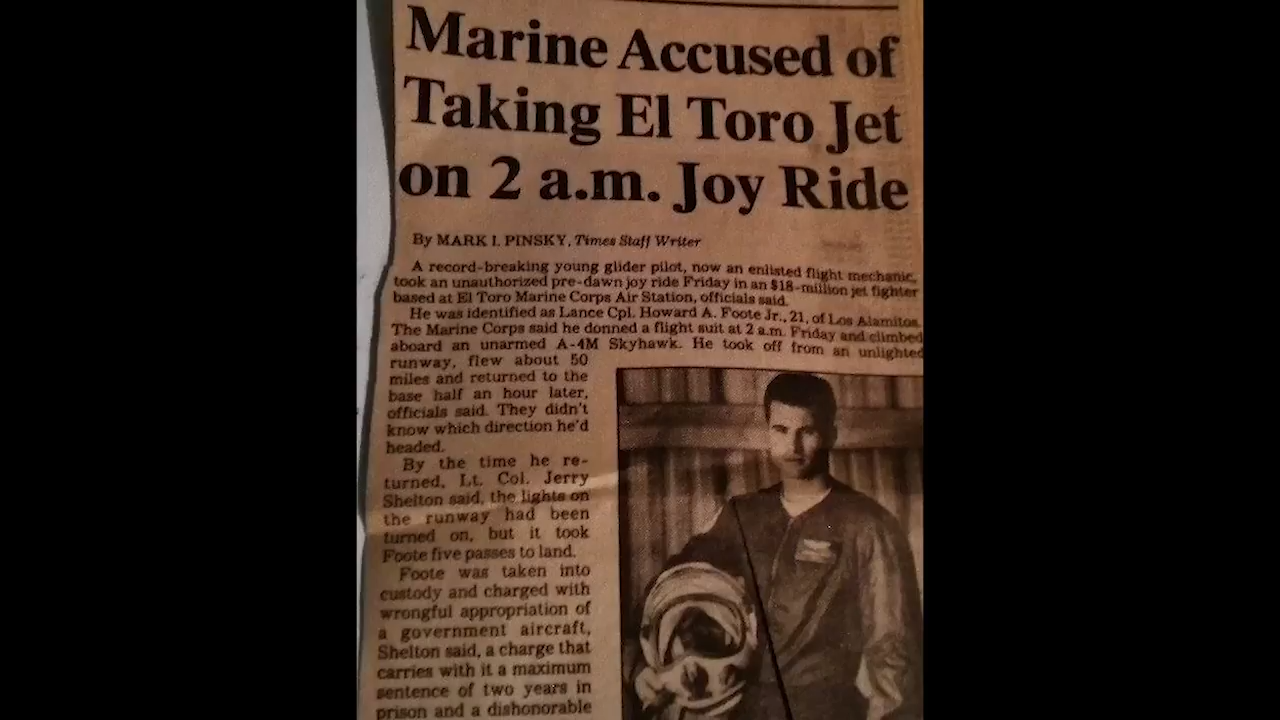 Marine Accused of
Taking El Toro Jet
on 2 a.m. Joy Ride
By MARK I. PINSKY, Times Staff Writer
A record-breaking young glider pilot, now an enlisted flight mechanic,
took an unauthorized pre-dawn joy ride Friday in an $18-million jet fighter
based at El Toro Marine Corps Air Station, officials said.
He was identified as Lance Cpl. Howard A. Foote Jr., 21, of Los Alamitos.
The Marine Corps said he donned a flight suit at 2 a.m. Friday and climbed
aboard an unarmed A-4M Skyhawk. He took off from an unlighted
runway, flew about 50
miles and returned to the
base half an hour later,
officials said. They didn't
know which direction he'd
headed.
By the time he re-
turned, Lt. Col. Jerry
Shelton said, the lights on
the runway had been
turned on, but it took
Foote five passes to land.
Foote was taken into
custody and charged with
wrongful appropriation of
a government aircraft,
Shelton said, a charge that
carries with it a maximum
sentence of two years in
prison and a dishonorable